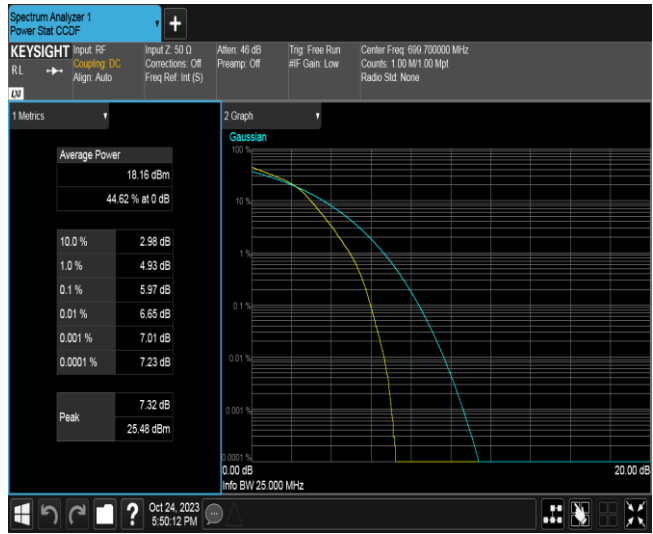 Spectrum Analyzer 1
Power Stat CCDF
KEYSIGHT
RL
LXI
Input: RF
Coupling: DC
Align: Auto
Input Z: 50 Ω
Corrections: Off
Freq Ref: Int (S)
Atten: 46 dB
Preamp: Off
Trig: Free Run
#IF Gain: Low
Center Freq: 699.700000 MHz
Counts: 1.00 M/1.00 Mpt
Radio Std: None
1 Metrics
Average Power
18.16 dBm
44.62 % at 0 dB
10.0 % 2.98 dB
1.0 % 4.93 dB
0.1 % 5.97 dB
0.01 % 6.65 dB
0.001 % 7.01 dB
0.0001 % 7.23 dB
Peak
7.32 dB
25.48 dBm
2 Graph
Gaussian
100 %
10 %
1 %
0.1 %
0.01 %
0.001 %
0.0001 %
0.00 dB 20.00 dB
Info BW 25.000 MHz
?
Oct 24, 2023
5:50:12 PM